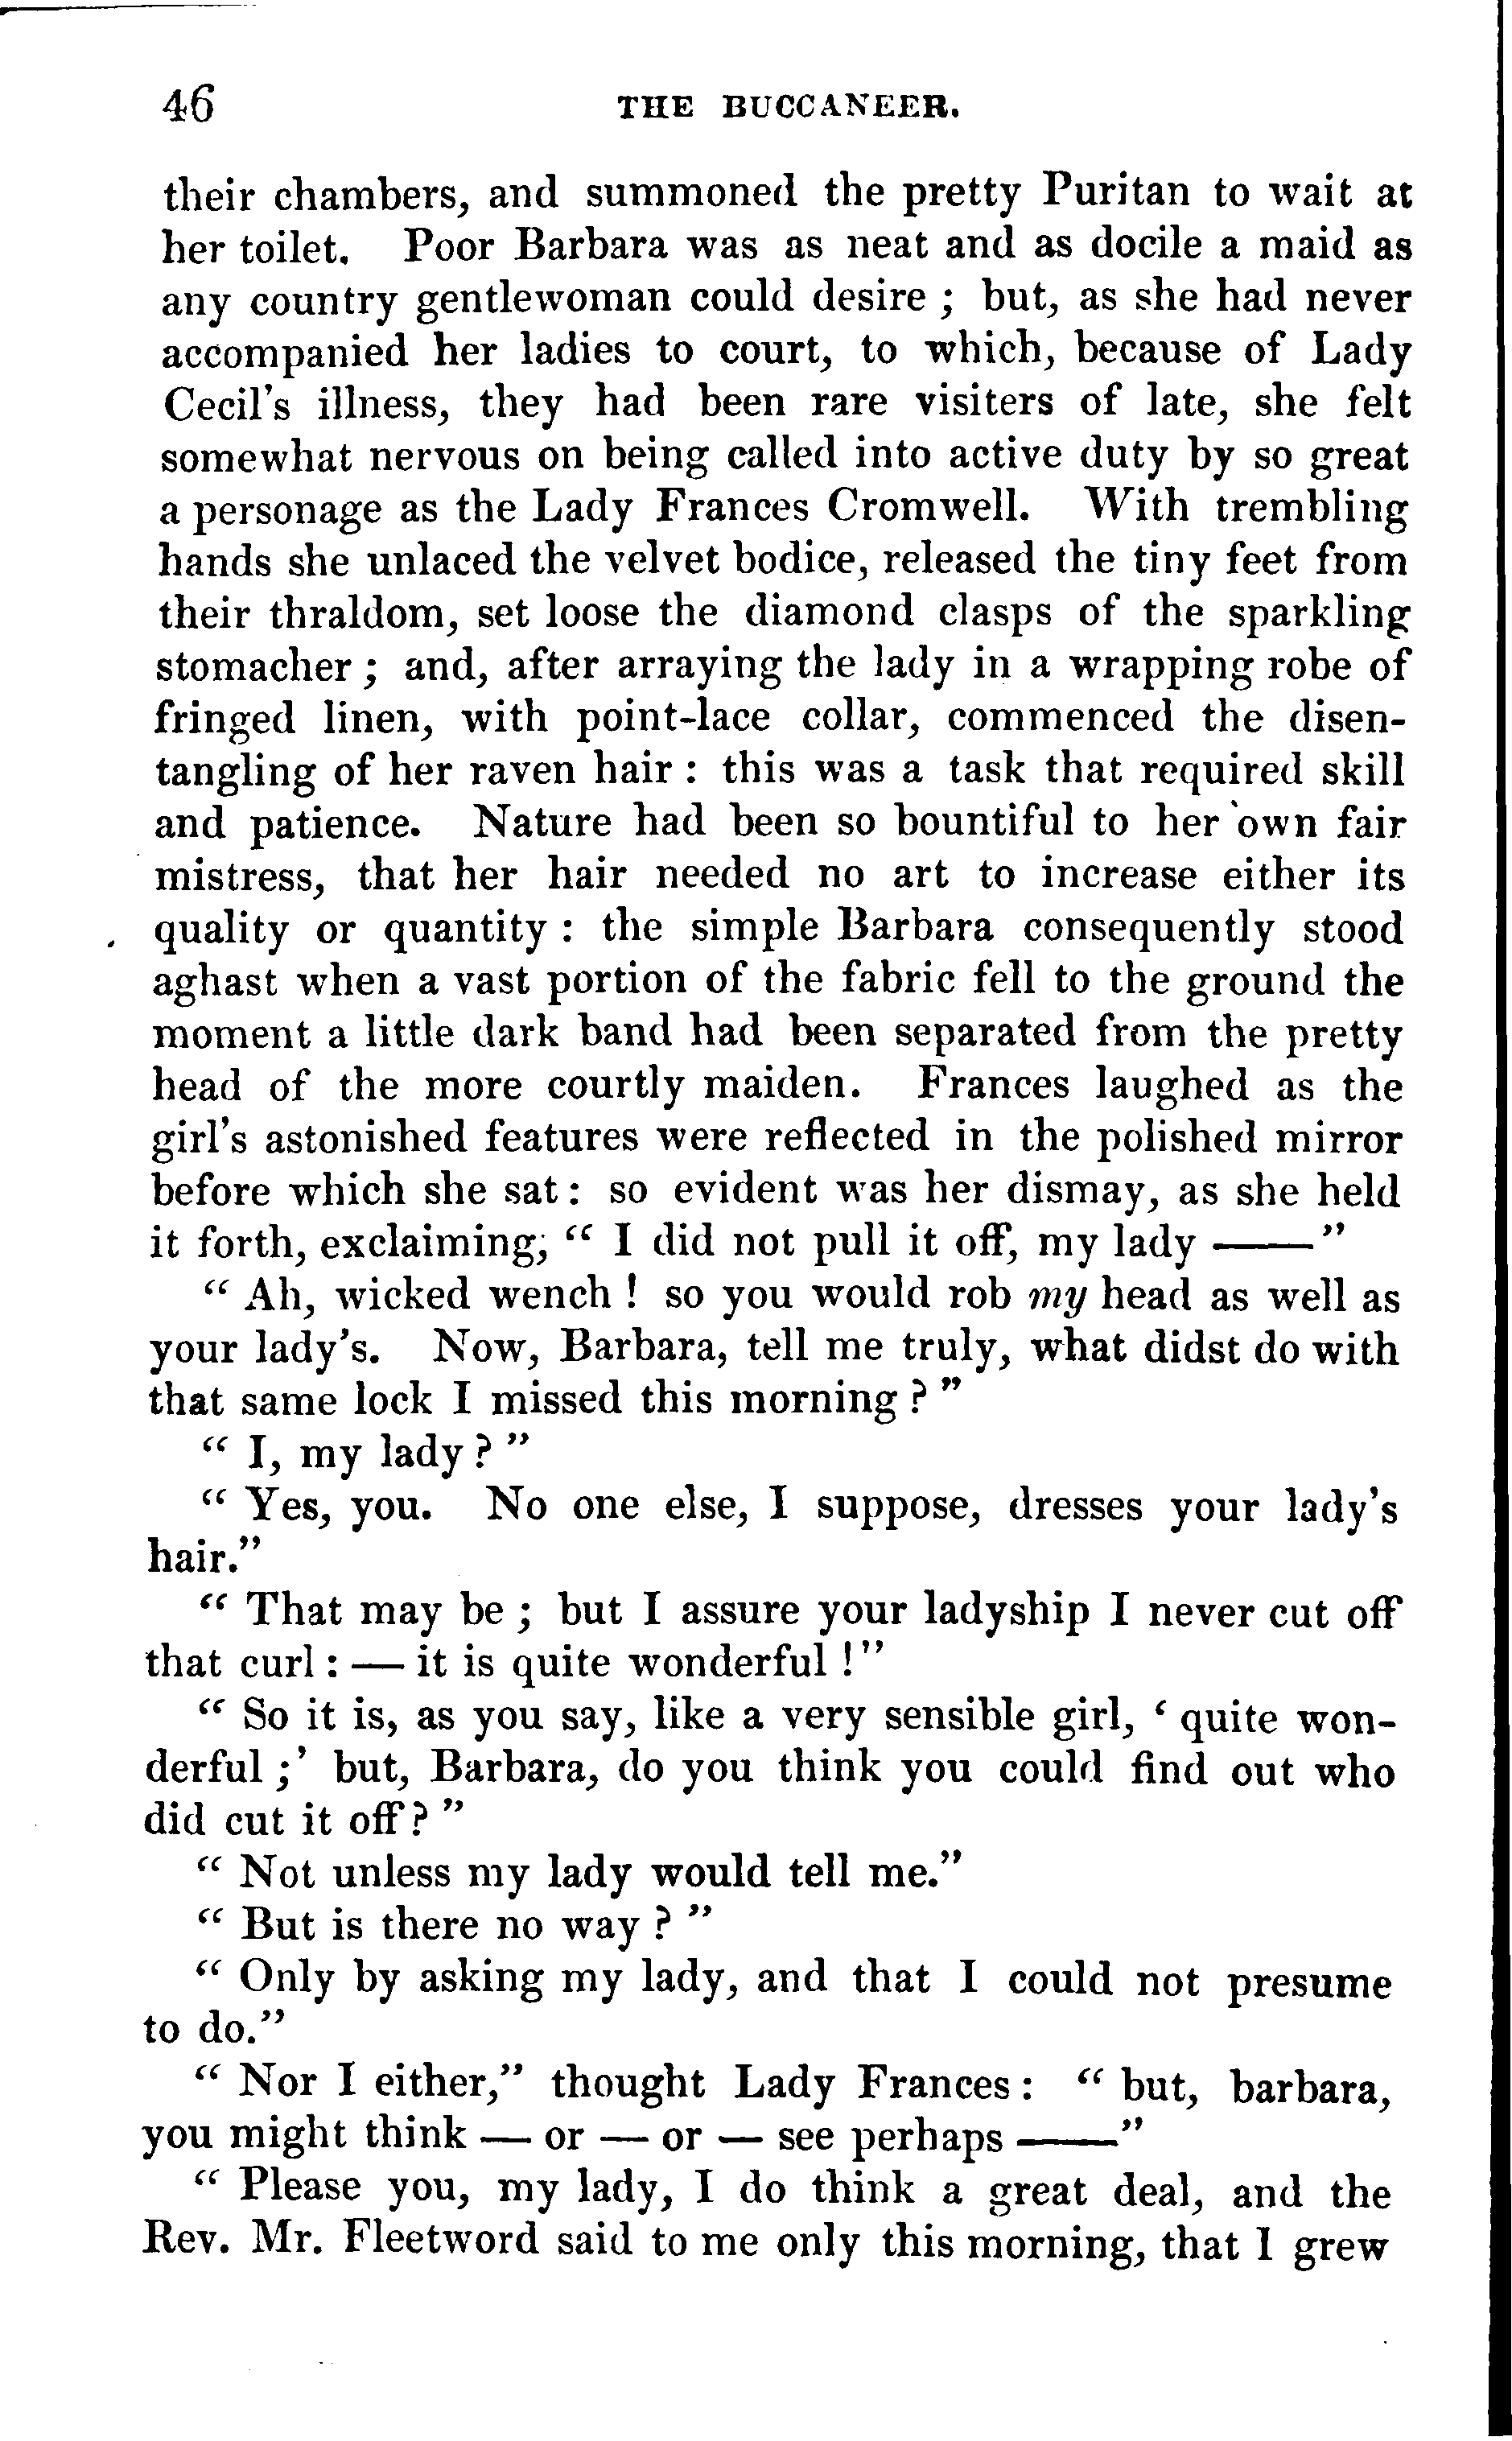 46 THE BUCCANEER.
their chambers, and summoned the pretty Puritan to wait at
her toilet. Poor Barbara was as neat and as docile a maid as
any country gentlewoman could desire ; but, as she had never
accompanied her ladies to court, to which, because of Lady
Cecil's illness, they had been rare visiters of late, she felt
somewhat nervous on being called into active duty by so great
a personage as the Lady Frances Cromwell. With trembling
hands she unlaced the velvet bodice, released the tiny feet from
their thraldom, set loose the diamond clasps of the sparkling
stomacher ; and, after arraying the lady in a wrapping robe of
fringed linen, with point-lace collar, commenced the disen-
tangling of her raven hair : this was a task that required skill
and patience. Nature had been so bountiful to her own fair
mistress, that her hair needed no art to increase either its
quality or quantity : the simple Barbara consequently stood
aghast when a vast portion of the fabric fell to the ground the
moment a little dark band had been separated from the pretty
head of the more courtly maiden. Frances laughed as the
girl's astonished features were reflected in the polished mirror
before which she sat : so evident was her dismay, as she held
it forth, exclaiming, " I did not pull it off, my lady ——"
" Ah, wicked wench ! so you would rob my head as well as
your lady's. Now, Barbara, tell me truly, what didst do with
that same lock I missed this morning ? "
" I, my lady ? "
" Yes, you. No one else, I suppose, dresses your lady's
hair."
" That may be ; but I assure your ladyship I never cut off
that curl : — it is quite wonderful !"
" So it is, as you say, like a very sensible girl, ' quite won-
derful ;' but, Barbara, do you think you could find out who
did cut it off ? "
" Not unless my lady would tell me."
" But is there no way ? "
" Only by asking my lady, and that I could not presume
to do."
" Nor I either," thought Lady Frances : " but, barbara,
you might think — or — or — see perhaps ——"
" Please you, my lady, I do think a great deal, and the
Rev. Mr. Fleetword said to me only this morning, that I grew